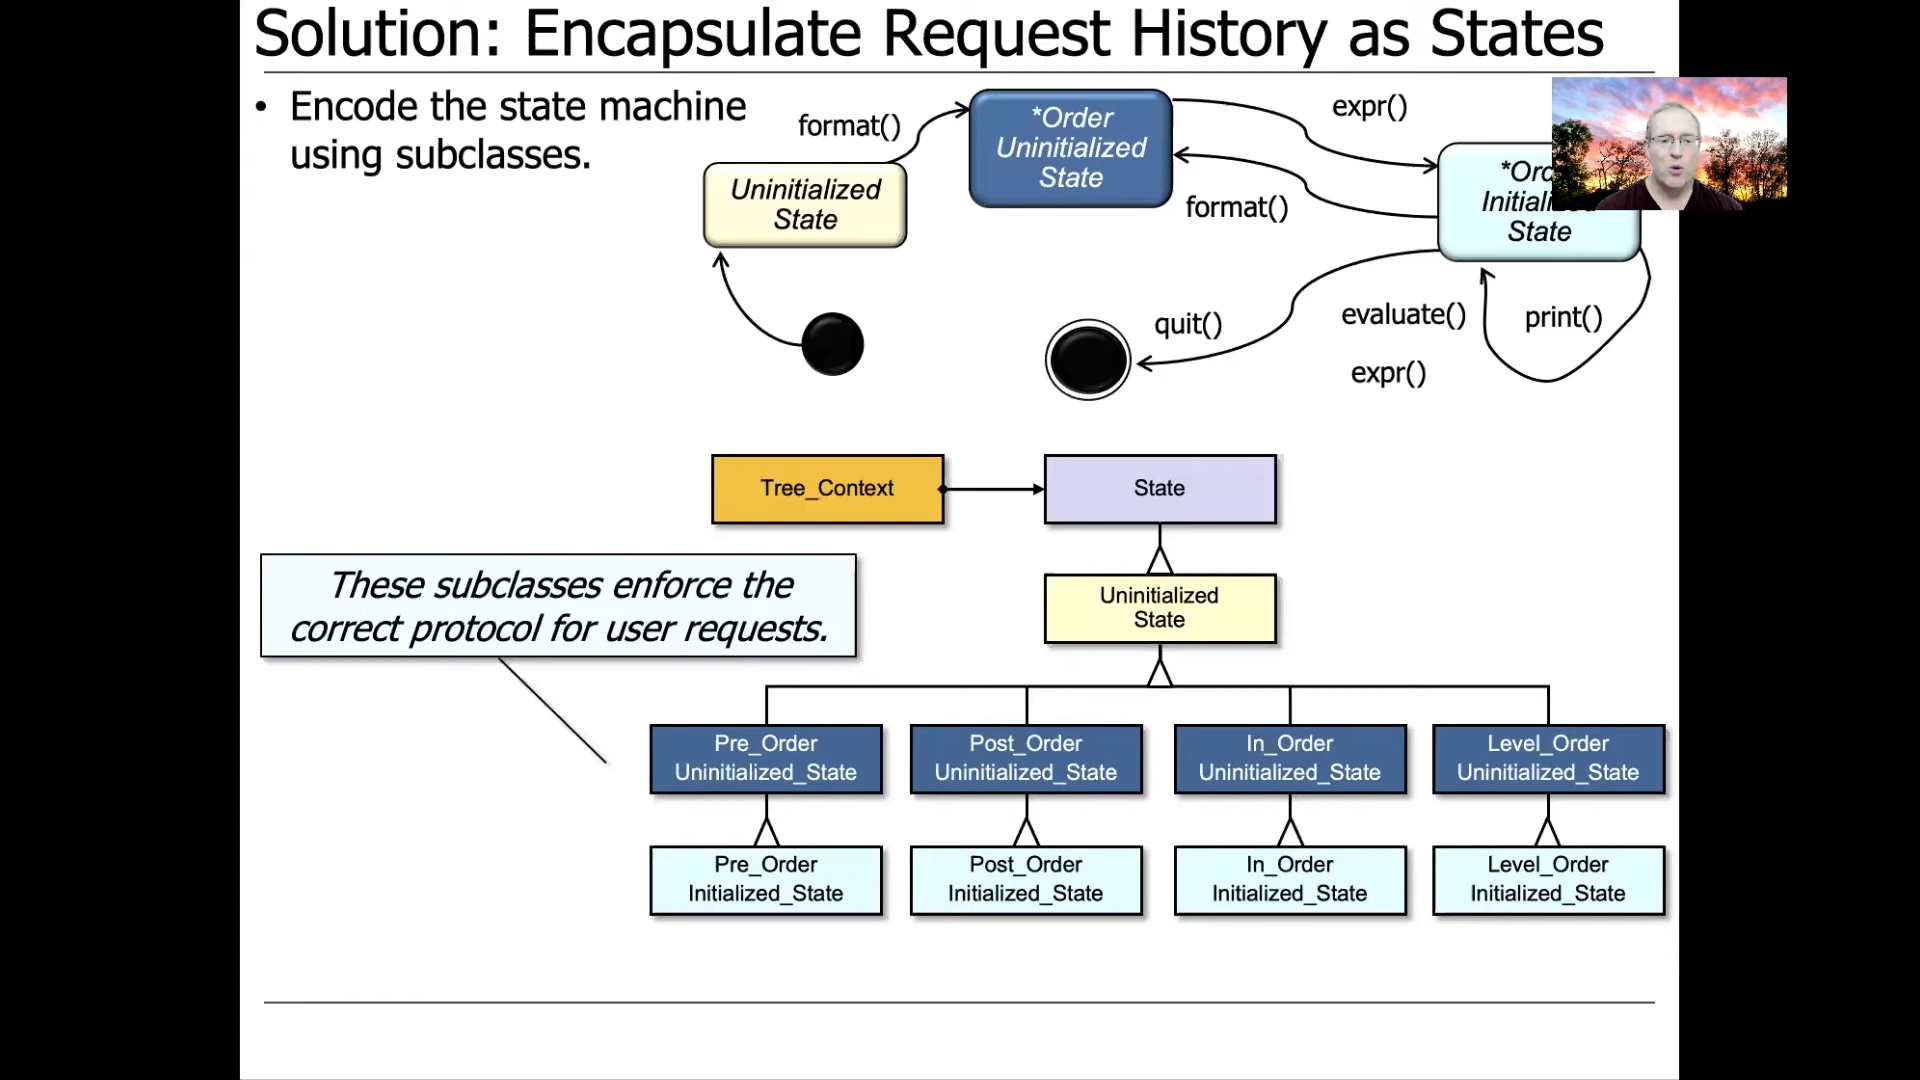 Solution: Encapsulate Request History as States
• Encode the state machine
using subclasses.
format()
*Order
Uninitialized
State
expr()
Uninitialized
State
format()
State
quit()
evaluate()
print()
expr()
Tree_Context
State
These subclasses enforce the
correct protocol for user requests.
Uninitialized
State
Pre_Order
Uninitialized_State
Post_Order
Uninitialized_State
In_Order
Uninitialized_State
Level_Order
Uninitialized_State
Pre_Order
Initialized_State
Post_Order
Initialized_State
In_Order
Initialized_State
Level_Order
Initialized_State